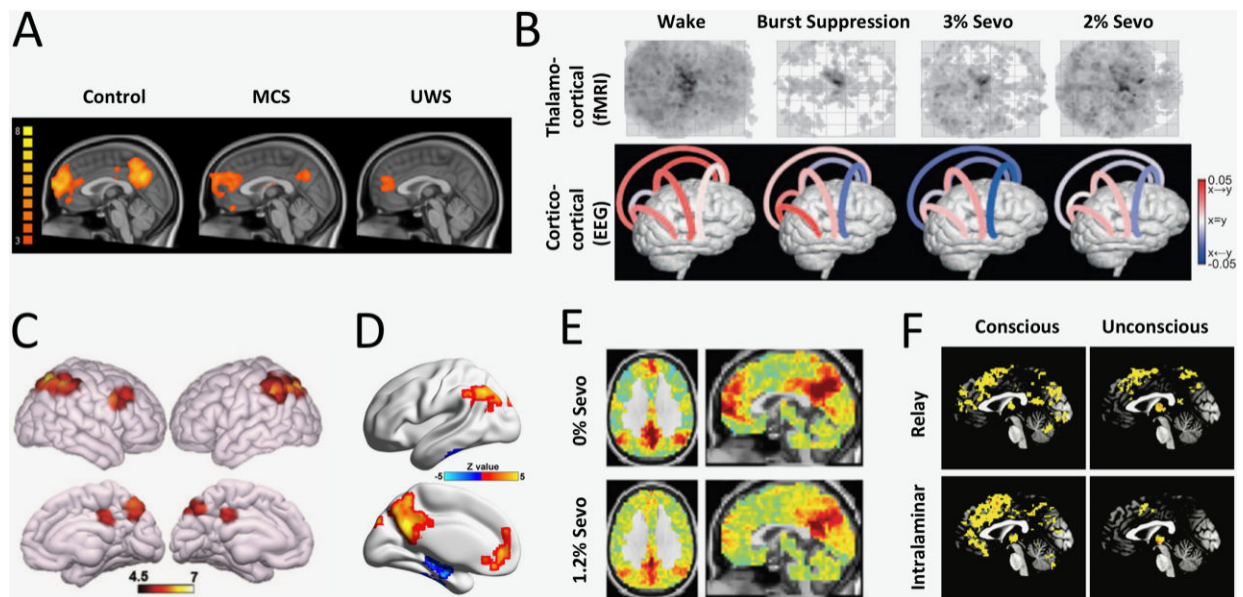 A
Control
MCS
UWS
8
3
B
Wake
Burst Suppression
3% Sevo
2% Sevo
Thalamo-
cortical
(fMRI)
Cortico-
cortical
(EEG)
0.05
x→y
x=y
x←y
-0.05
C
4.5
7
D
Z value
-5
5
E
0% Sevo
1.2% Sevo
F
Conscious
Unconscious
Relay
Intralaminar